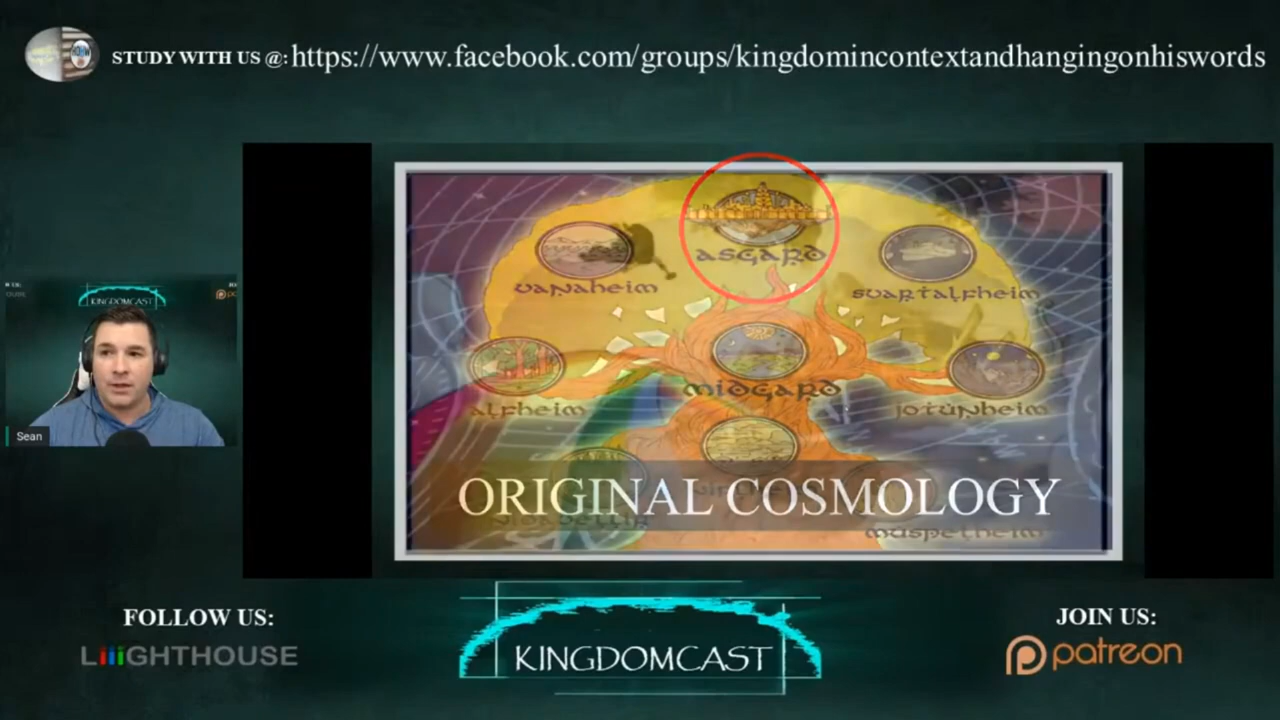 STUDY WITH US @: https://www.facebook.com/groups/kingdomincontextandhangingonhiswords
ASGARD
VANAHEIM
SVARTALFHEIM
KINGDOMCAST
MIDGARD
ALFHEIM
JOTUNHEIM
Sean
ORIGINAL COSMOLOGY
MUSPELHEIM
FOLLOW US:
LIIIGHTHOUSE
KINGDOMCAST
JOIN US:
patreon